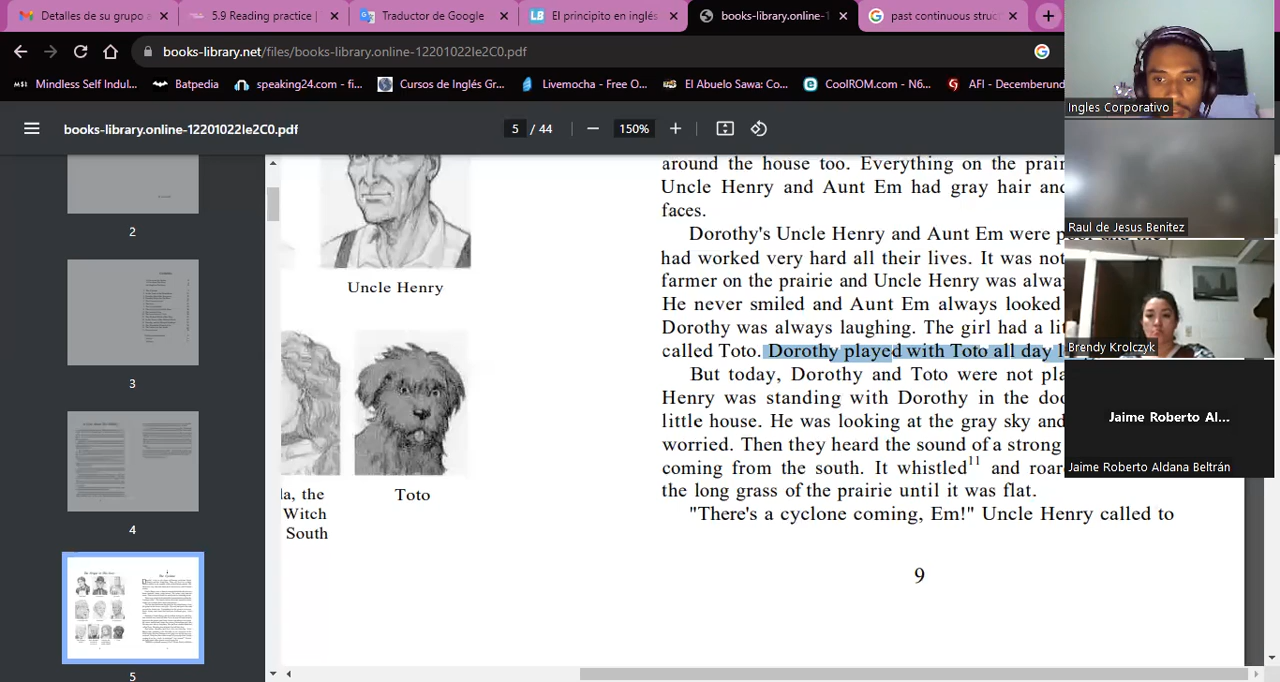 Detalles de su grupo a
5.9 Reading practice |
Traductor de Google
El principito en inglés
books-library.online-1
past continuous struc
books-library.net/files/books-library.online-12201022Ie2C0.pdf
Mindless Self Indul...
Batpedia
speaking24.com - fi...
Cursos de Inglés Gr...
Livemocha - Free O...
El Abuelo Sawa: Co...
CoolROM.com - N6...
AFI - Decemberund
books-library.online-12201022Ie2C0.pdf
5 / 44
150%
2
3
4
5
Uncle Henry
la, the
Witch
South
Toto
around the house too. Everything on the prair
Uncle Henry and Aunt Em had gray hair and
faces.
Dorothy's Uncle Henry and Aunt Em were p
had worked very hard all their lives. It was not
farmer on the prairie and Uncle Henry was alway
He never smiled and Aunt Em always looked
Dorothy was always laughing. The girl had a lit
called Toto. Dorothy played with Toto all day l
But today, Dorothy and Toto were not pla
Henry was standing with Dorothy in the doo
little house. He was looking at the gray sky and
worried. Then they heard the sound of a strong
coming from the south. It whistled11 and roar
the long grass of the prairie until it was flat.
"There's a cyclone coming, Em!" Uncle Henry called to
9
Ingles Corporativo
Raul de Jesus Benitez
Brendy Krolczyk
Jaime Roberto Al...
Jaime Roberto Aldana Beltrán